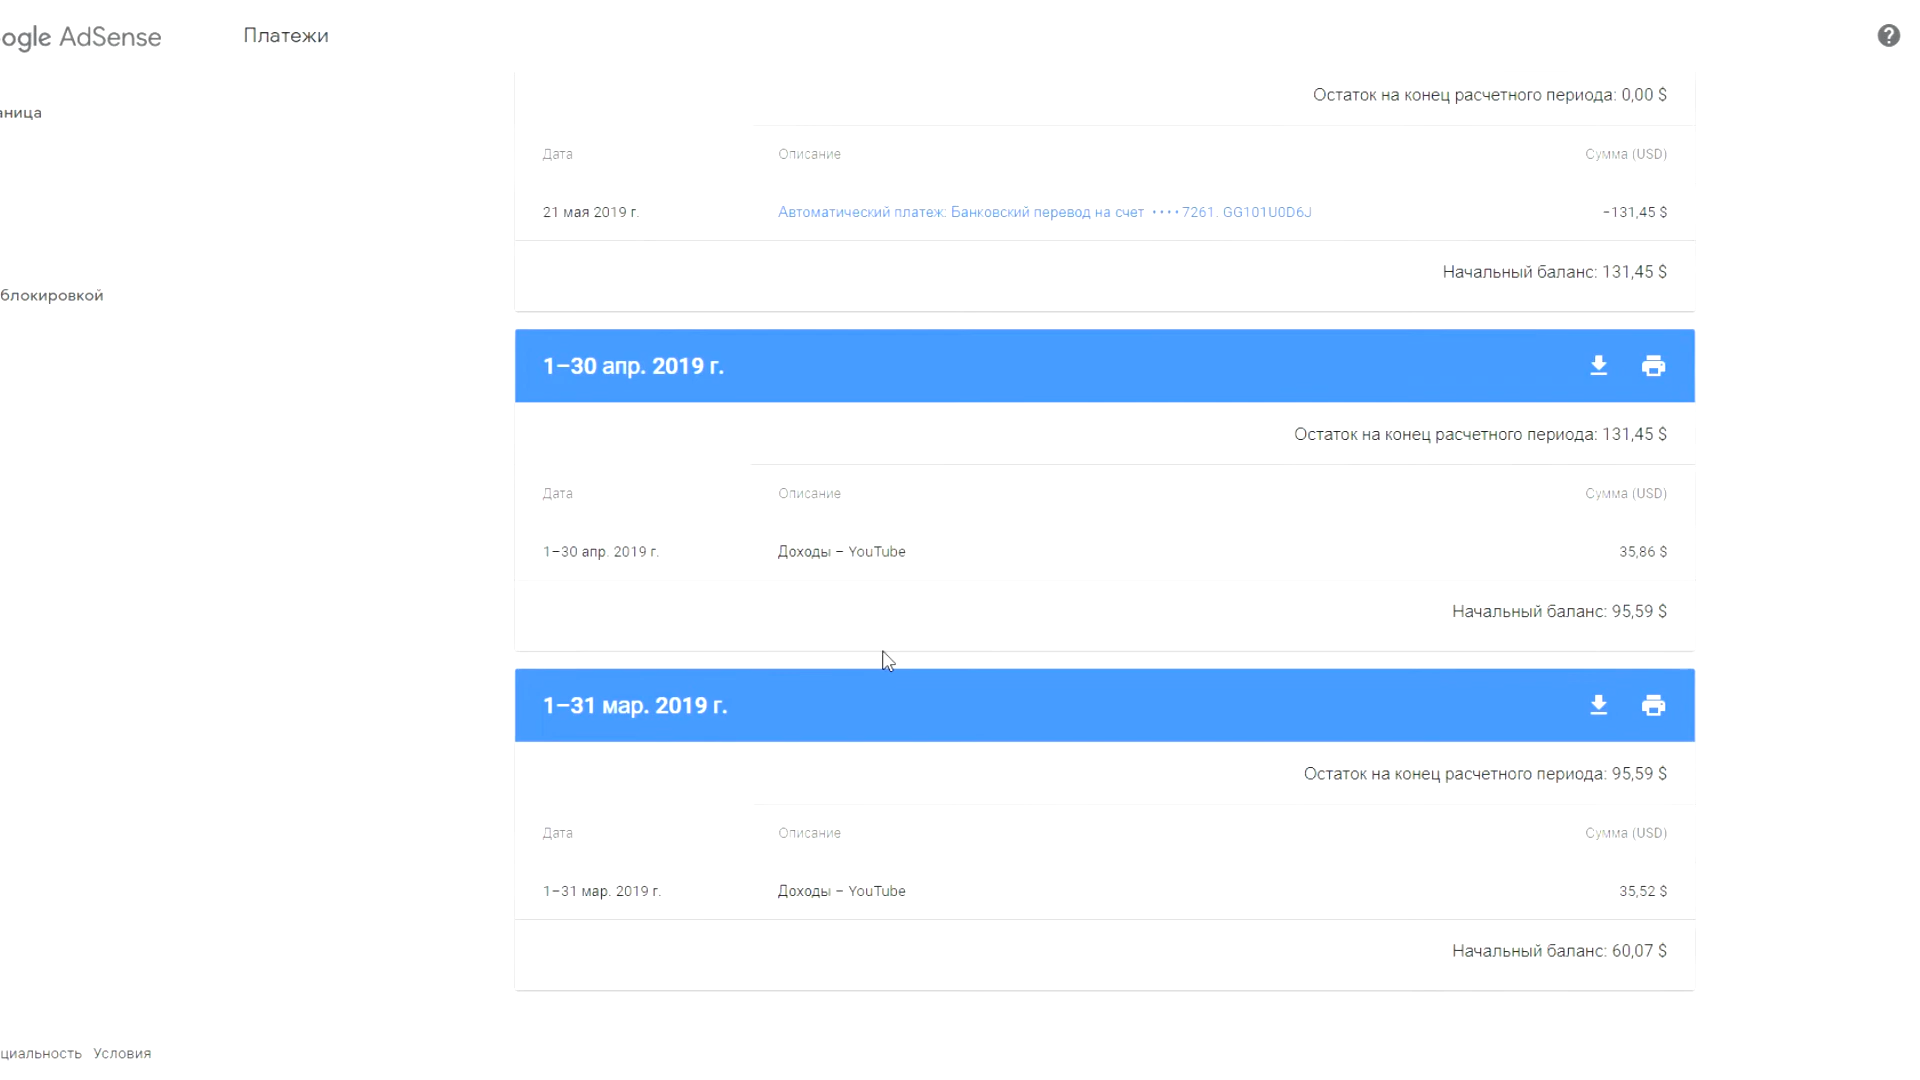 ogle AdSense
Платежи
аница
Остаток на конец расчетного периода: 0,00 $
Дата Описание Сумма (USD)
21 мая 2019 г. Автоматический платеж: Банковский перевод на счет ････7261. GG101U0D6J −131,45 $
Начальный баланс: 131,45 $
блокировкой
1–30 апр. 2019 г.
Остаток на конец расчетного периода: 131,45 $
Дата Описание Сумма (USD)
1–30 апр. 2019 г. Доходы – YouTube 35,86 $
Начальный баланс: 95,59 $
1–31 мар. 2019 г.
Остаток на конец расчетного периода: 95,59 $
Дата Описание Сумма (USD)
1–31 мар. 2019 г. Доходы – YouTube 35,52 $
Начальный баланс: 60,07 $
циальность Условия